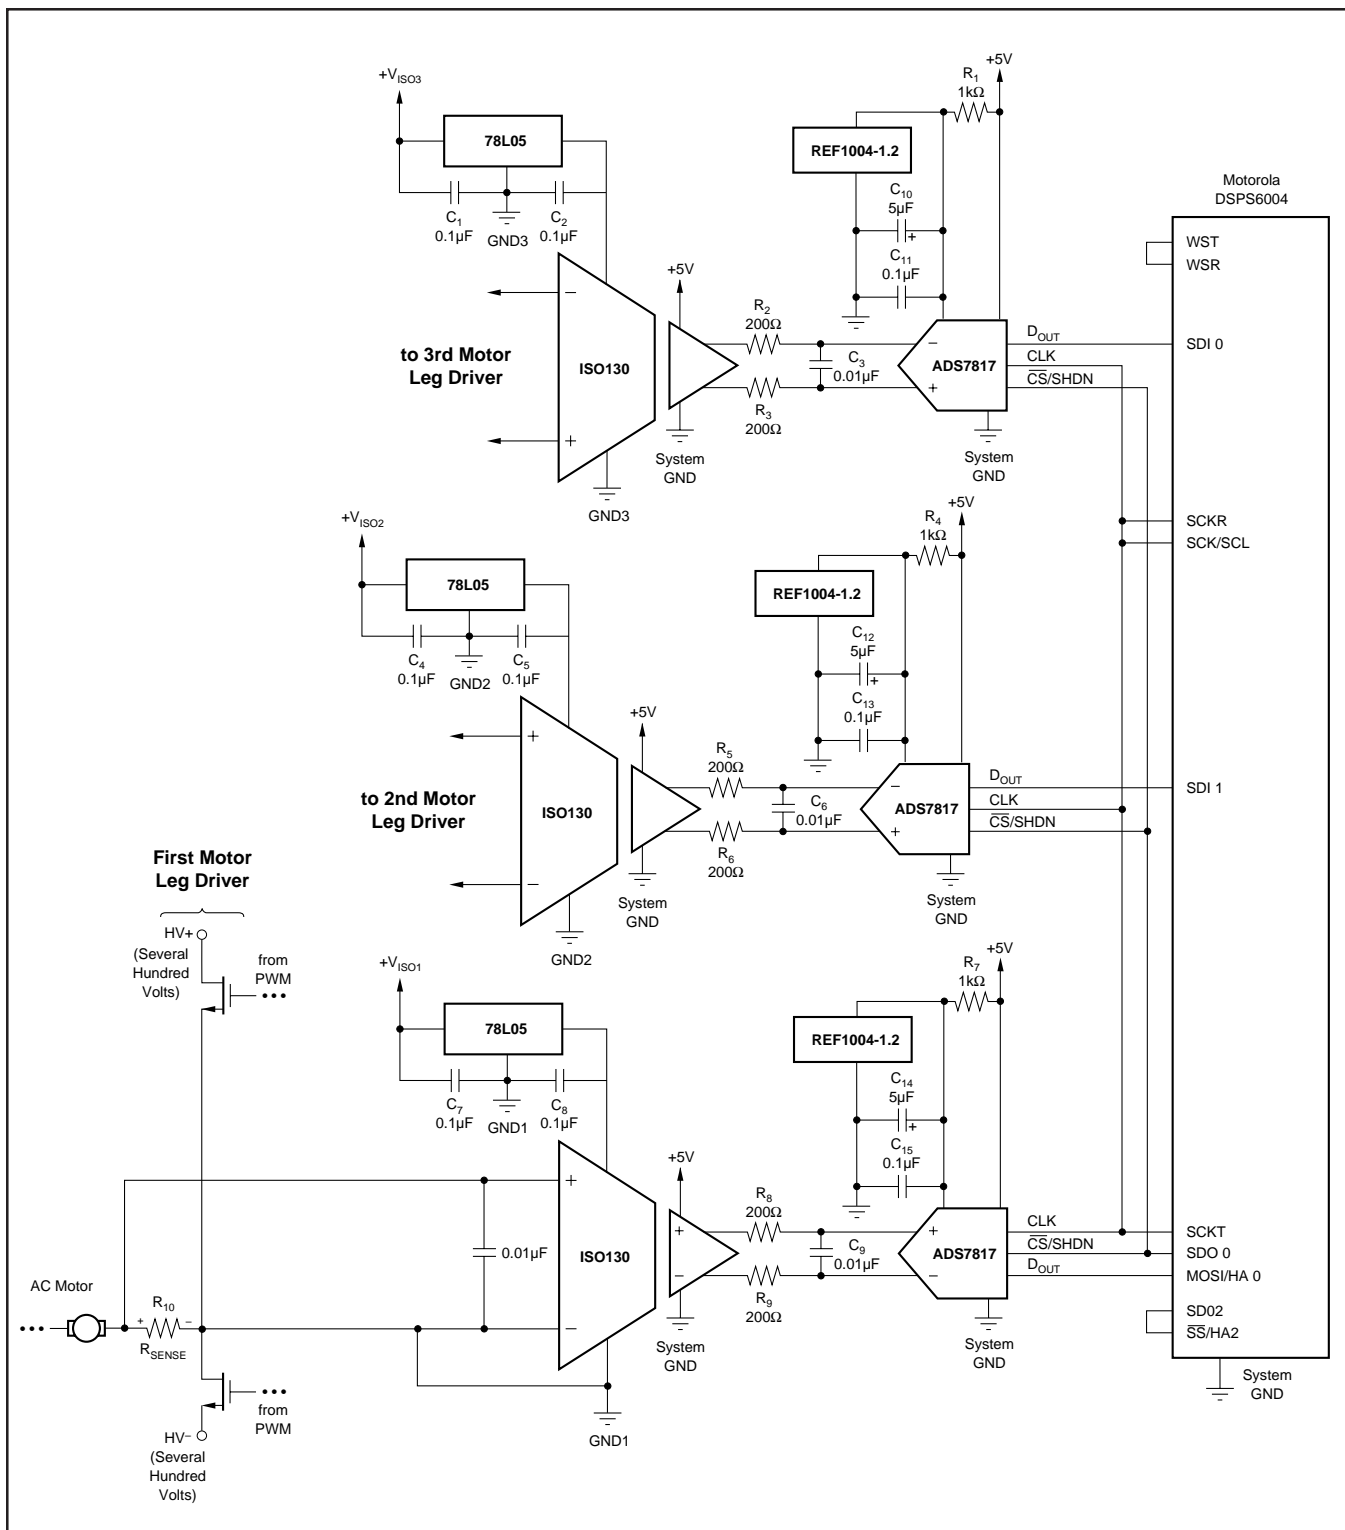 +5V
R1
1kΩ
+VISO3
78L05
REF1004-1.2
C1
0.1µF
GND3
C2
0.1µF
C10
5µF
+
C11
0.1µF
Motorola
DSPS6004
WST
WSR
+5V
–
R2
200Ω
C3
0.01µF
R3
200Ω
to 3rd Motor
Leg Driver
ISO130
+
–
ADS7817
+
DOUT
CLK
CS/SHDN
SDI 0
System
GND
System
GND
GND3
+5V
R4
1kΩ
SCKR
SCK/SCL
+VISO2
78L05
REF1004-1.2
C4
0.1µF
GND2
C5
0.1µF
C12
5µF
+
C13
0.1µF
+5V
+
R5
200Ω
C6
0.01µF
R6
200Ω
to 2nd Motor
Leg Driver
ISO130
–
–
ADS7817
+
DOUT
CLK
CS/SHDN
SDI 1
System
GND
System
GND
GND2
First Motor
Leg Driver
HV+
(Several
Hundred
Volts)
from
PWM
•••
+5V
R7
1kΩ
+VISO1
78L05
REF1004-1.2
C7
0.1µF
GND1
C8
0.1µF
C14
5µF
+
C15
0.1µF
+5V
+
0.01µF
ISO130
–
+
–
R8
200Ω
C9
0.01µF
R9
200Ω
+
ADS7817
–
CLK
CS/SHDN
DOUT
SCKT
SDO 0
MOSI/HA 0
SD02
SS/HA2
AC Motor
•••
R10
+
–
RSENSE
System
GND
System
GND
System
GND
GND1
•••
from
PWM
HV–
(Several
Hundred
Volts)